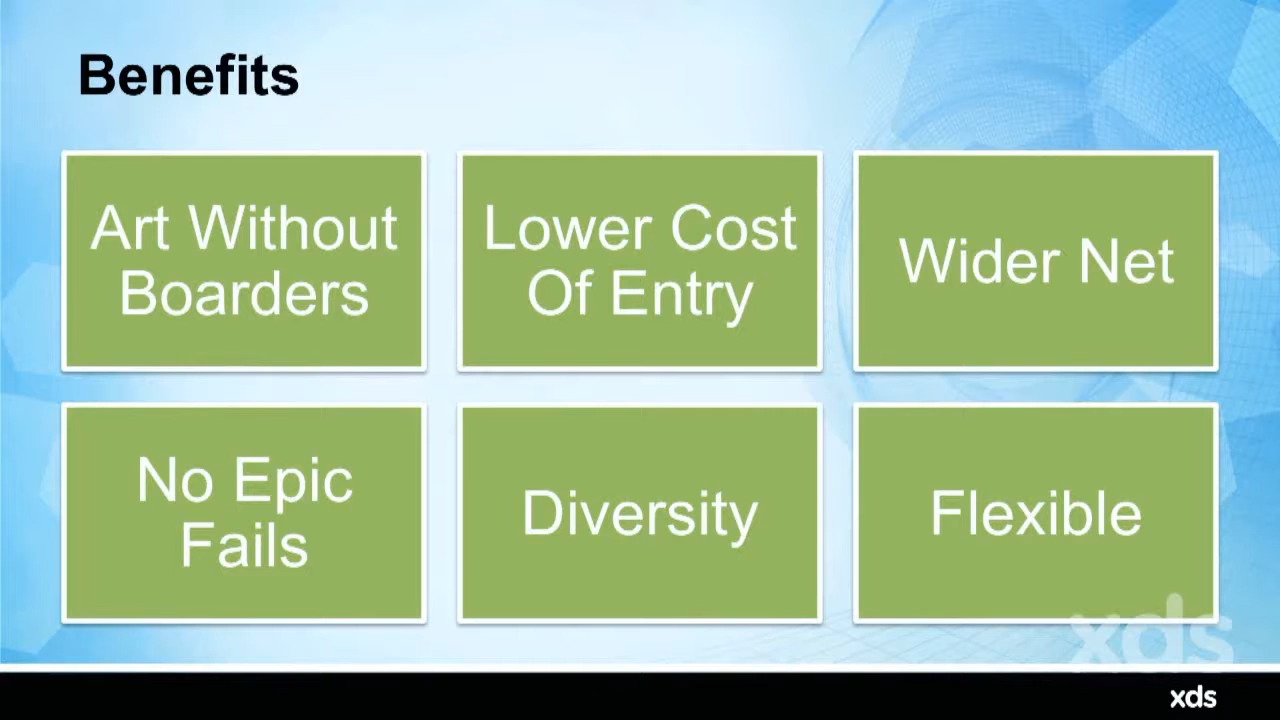 Benefits
Art Without
Boarders
Lower Cost
Of Entry
Wider Net
No Epic
Fails
Diversity
Flexible
xds
xds